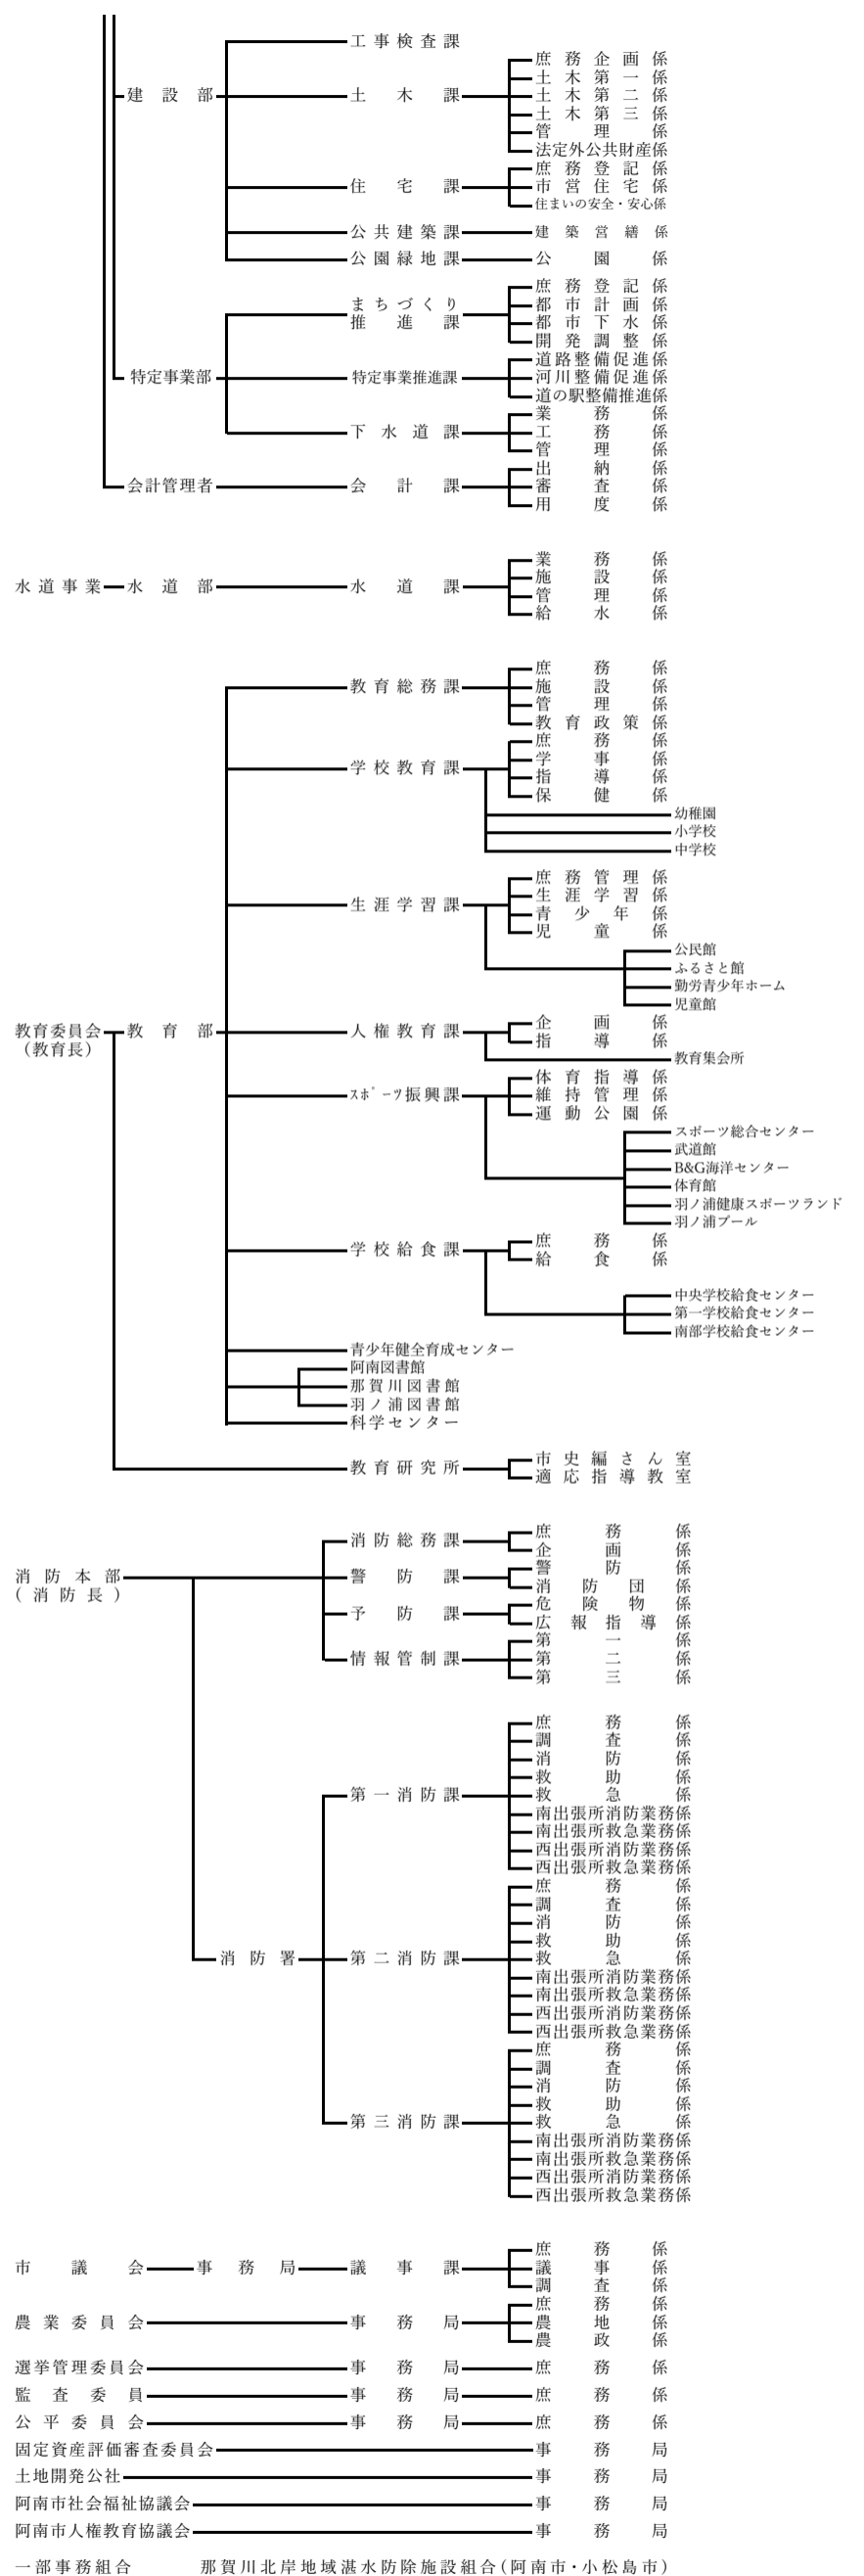 工事検査課
庶務企画係
土木第一係
建設部 土木課 土木第二係
土木第三係
管理係
法定外公共財産係
庶務登記係
住宅課 市営住宅係
住まいの安全・安心係
公共建築課 建築営繕係
公園緑地課 公園係
庶務登記係
まちづくり 都市計画係
推進課 都市下水係
開発調整係
道路整備促進係
特定事業部 特定事業推進課 河川整備促進係
道の駅整備推進係
業務係
下水道課 工務係
管理係
出納係
会計管理者 会計課 審査係
用度係
業務係
水道事業 水道部 水道課 施設係
管理係
給水係
庶務係
教育総務課 施設係
管理係
教育政策係
庶務係
学校教育課 学事係
指導係
保健係
幼稚園
小学校
中学校
庶務管理係
生涯学習課 生涯学習係
青少年係
児童係
公民館
ふるさと館
勤労青少年ホーム
児童館
企画係
教育委員会 教育部 人権教育課
(教育長) 指導係
教育集会所
体育指導係
スポーツ振興課 維持管理係
運動公園係
スポーツ総合センター
武道館
B&G海洋センター
体育館
羽ノ浦健康スポーツランド
羽ノ浦プール
庶務係
学校給食課
給食係
中央学校給食センター
第一学校給食センター
南部学校給食センター
青少年健全育成センター
阿南図書館
那賀川図書館
羽ノ浦図書館
科学センター
市史編さん室
教育研究所
適応指導教室
庶務係
消防総務課
企画係
警防係
消防本部 警防課
(消防長) 消防団係
危険物係
予防課
広報指導係
第一係
情報管制課 第二係
第三係
庶務係
調査係
消防係
救助係
第一消防課 救急係
南出張所消防業務係
南出張所救急業務係
西出張所消防業務係
西出張所救急業務係
庶務係
調査係
消防係
救助係
消防署 第二消防課 救急係
南出張所消防業務係
南出張所救急業務係
西出張所消防業務係
西出張所救急業務係
庶務係
調査係
消防係
救助係
第三消防課 救急係
南出張所消防業務係
南出張所救急業務係
西出張所消防業務係
西出張所救急業務係
庶務係
市議会 事務局 議事課 議事係
調査係
庶務係
農業委員会 事務局 農地係
農政係
選挙管理委員会 事務局 庶務係
監査委員 事務局 庶務係
公平委員会 事務局 庶務係
固定資産評価審査委員会 事務局
土地開発公社 事務局
阿南市社会福祉協議会 事務局
阿南市人権教育協議会 事務局
一部事務組合 那賀川北岸地域湛水防除施設組合(阿南市・小松島市)